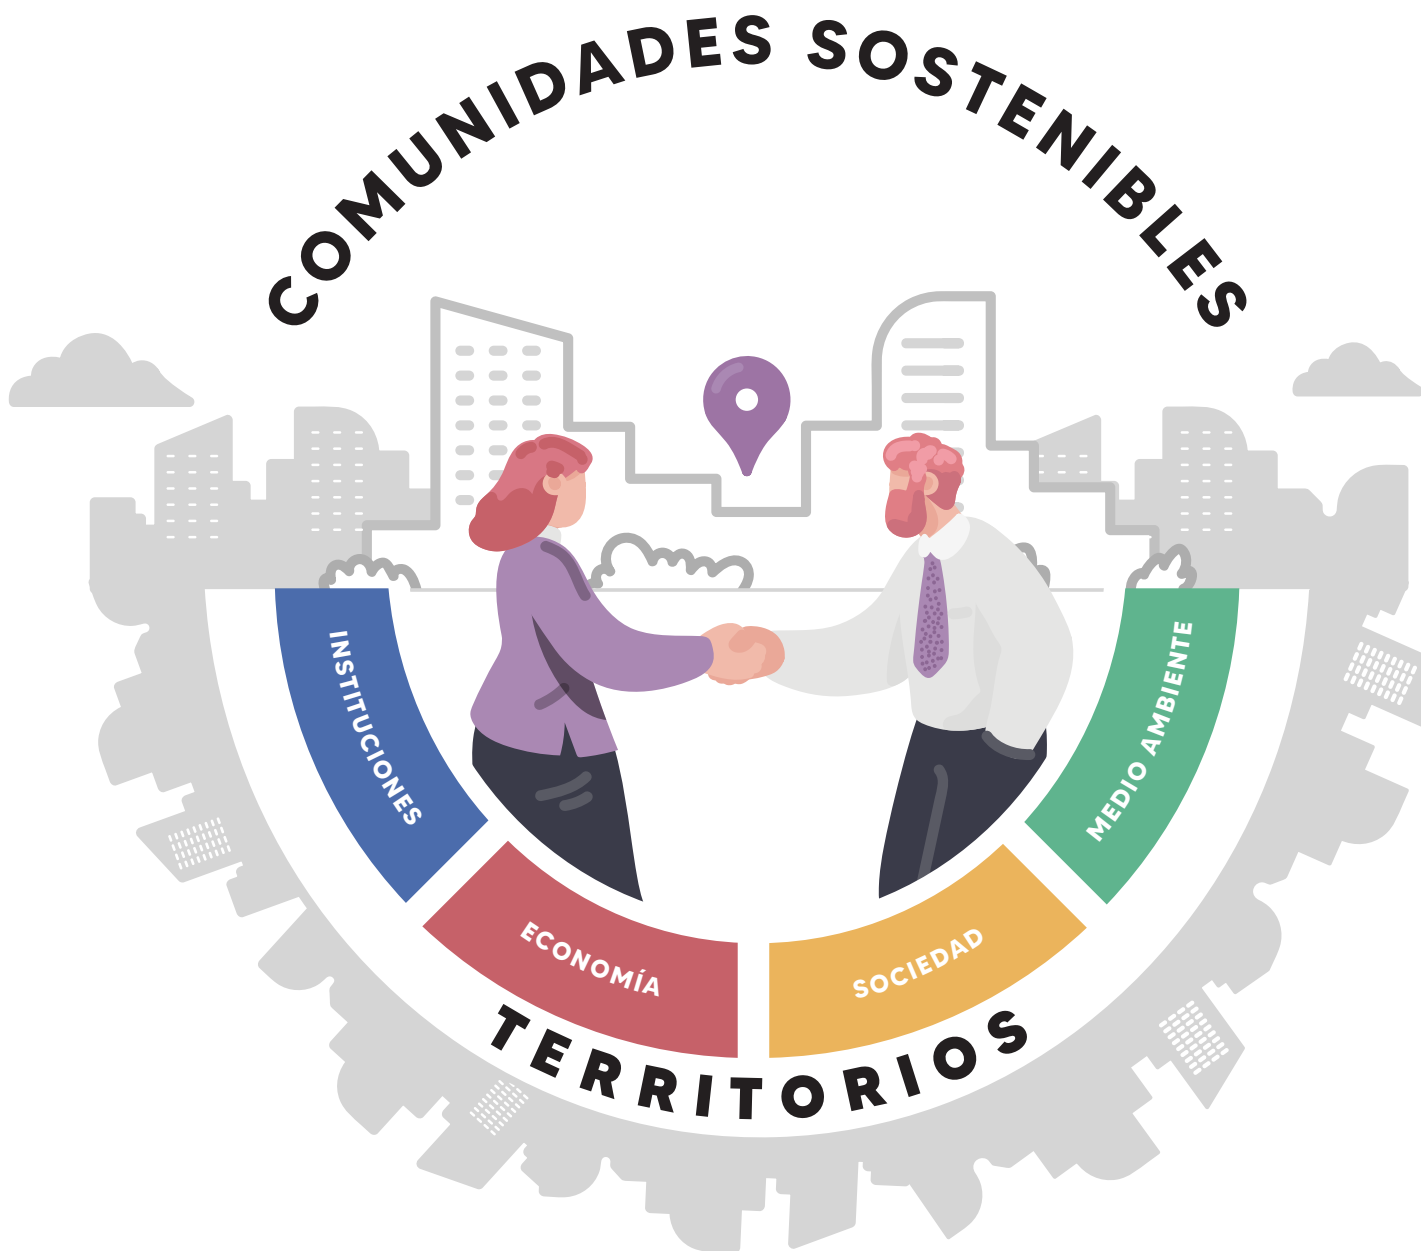 COMUNIDADES SOSTENIBLES
INSTITUCIONES
ECONOMÍA
SOCIEDAD
MEDIO AMBIENTE
TERRITORIOS